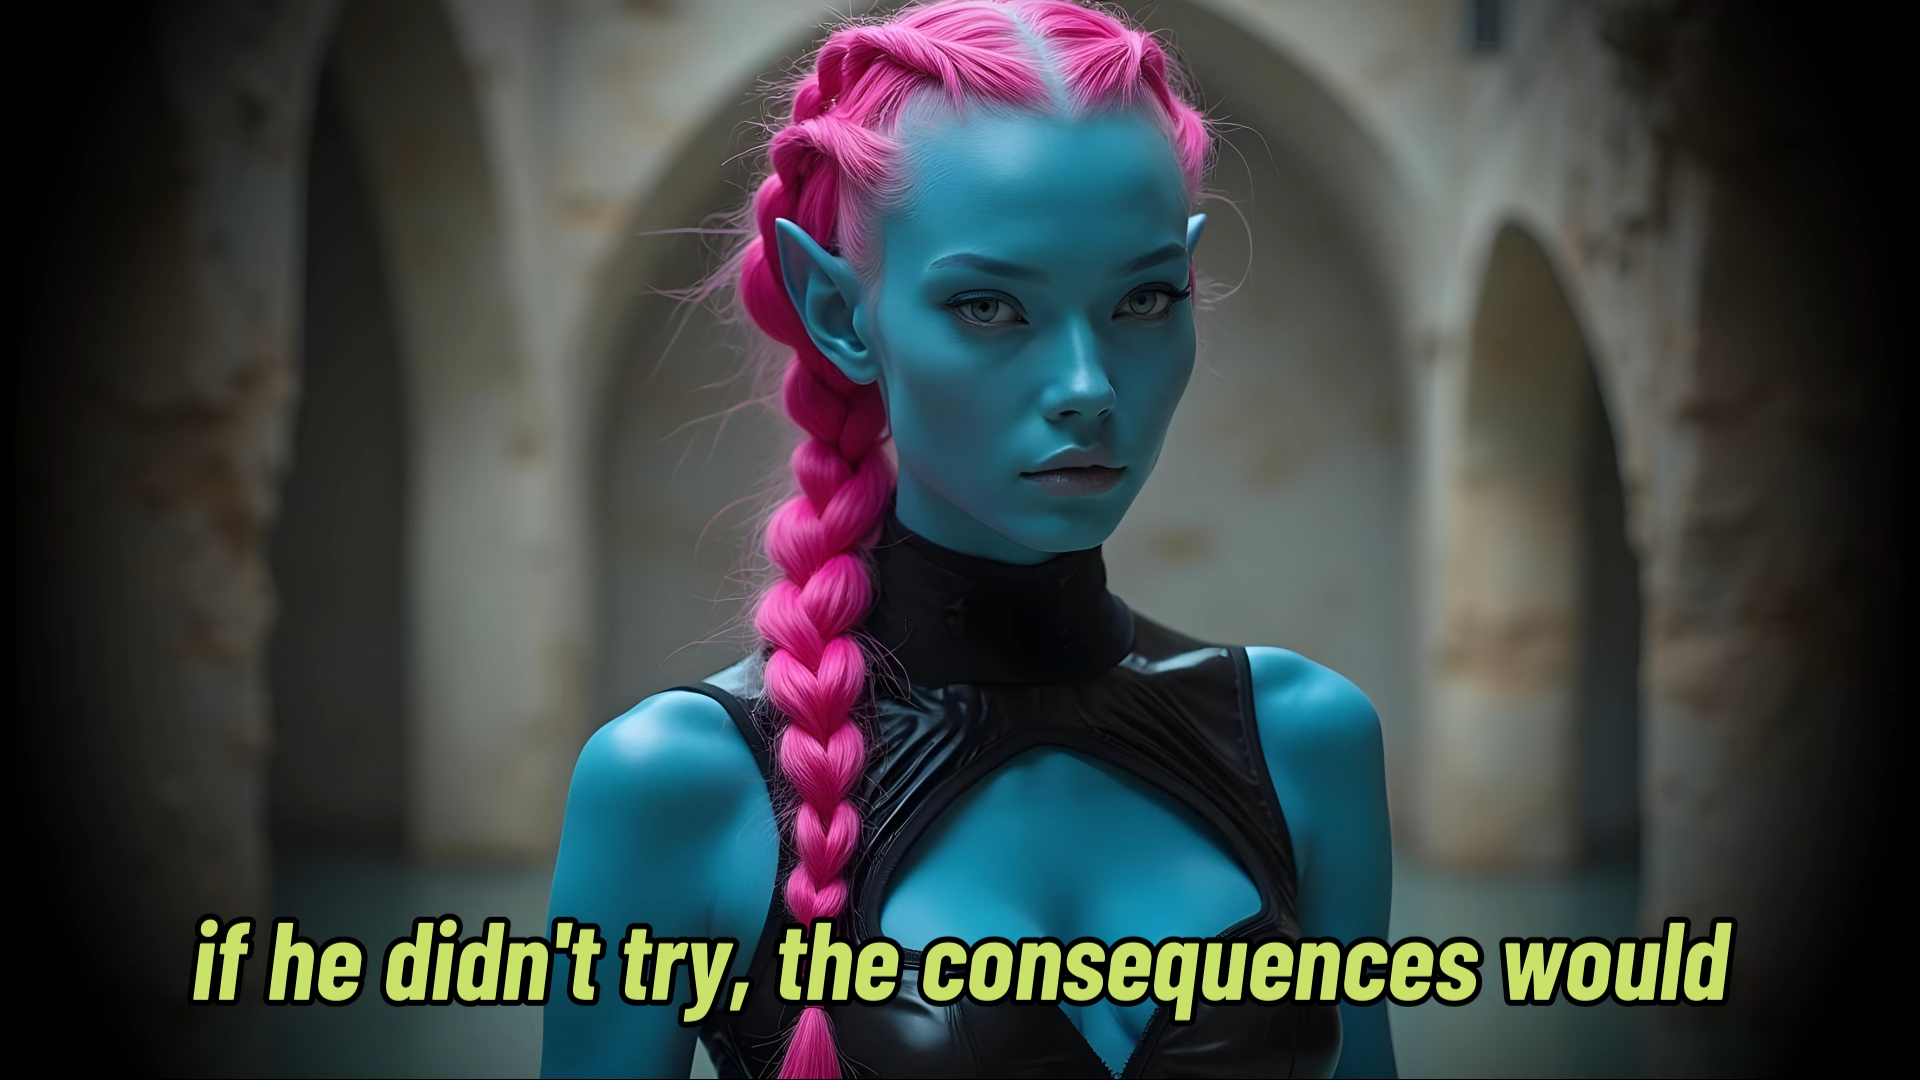 if he didn't try, the consequences would